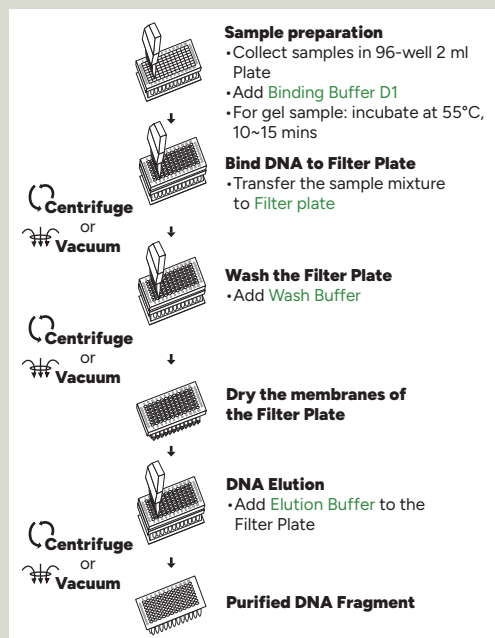 Sample preparation
•Collect samples in 96-well 2 ml
Plate
•Add Binding Buffer D1
•For gel sample: incubate at 55°C,
10~15 mins
Bind DNA to Filter Plate
•Transfer the sample mixture
to Filter plate
Centrifuge
or
Vacuum
Wash the Filter Plate
•Add Wash Buffer
Centrifuge
or
Vacuum
Dry the membranes of
the Filter Plate
DNA Elution
•Add Elution Buffer to the
Filter Plate
Centrifuge
or
Vacuum
Purified DNA Fragment